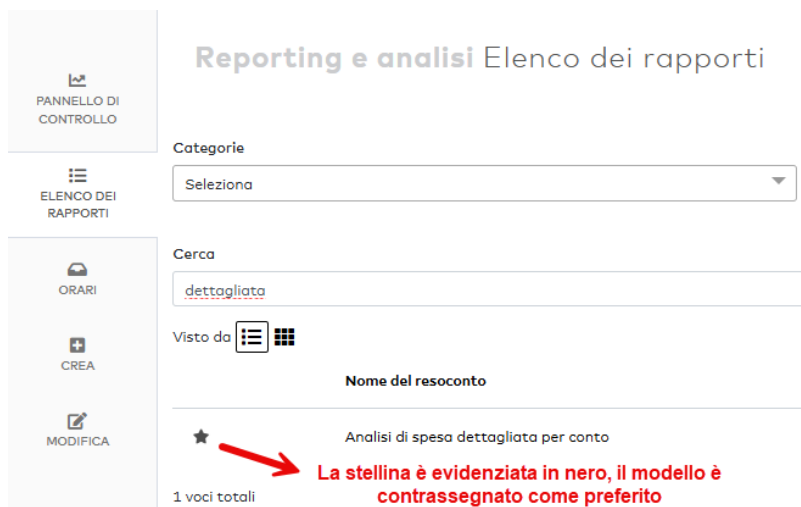 Reporting e analisi Elenco dei rapporti
PANNELLO DI
CONTROLLO
ELENCO DEI
RAPPORTI
ORARI
CREA
MODIFICA
Categorie
Seleziona
Cerca
dettagliata
Visto da
Nome del resoconto
Analisi di spesa dettagliata per conto
La stellina è evidenziata in nero, il modello è
contrassegnato come preferito
1 voci totali